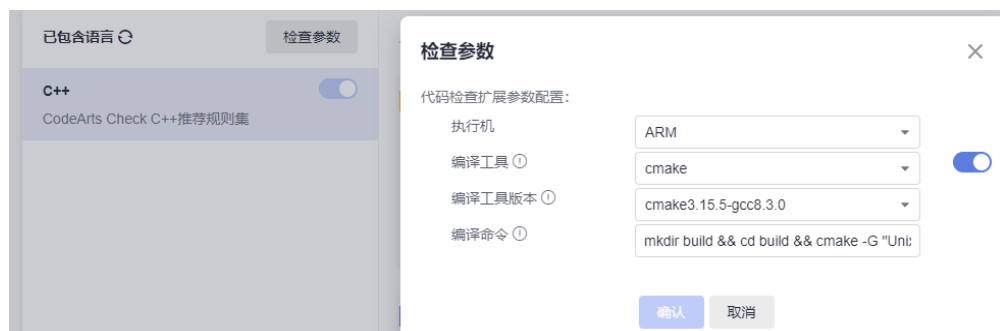 已包含语言
检查参数
C++
CodeArts Check C++推荐规则集
检查参数
代码检查扩展参数配置：
执行机
ARM
编译工具
cmake
编译工具版本
cmake3.15.5-gcc8.3.0
编译命令
mkdir build && cd build && cmake -G "Uni
确认
取消